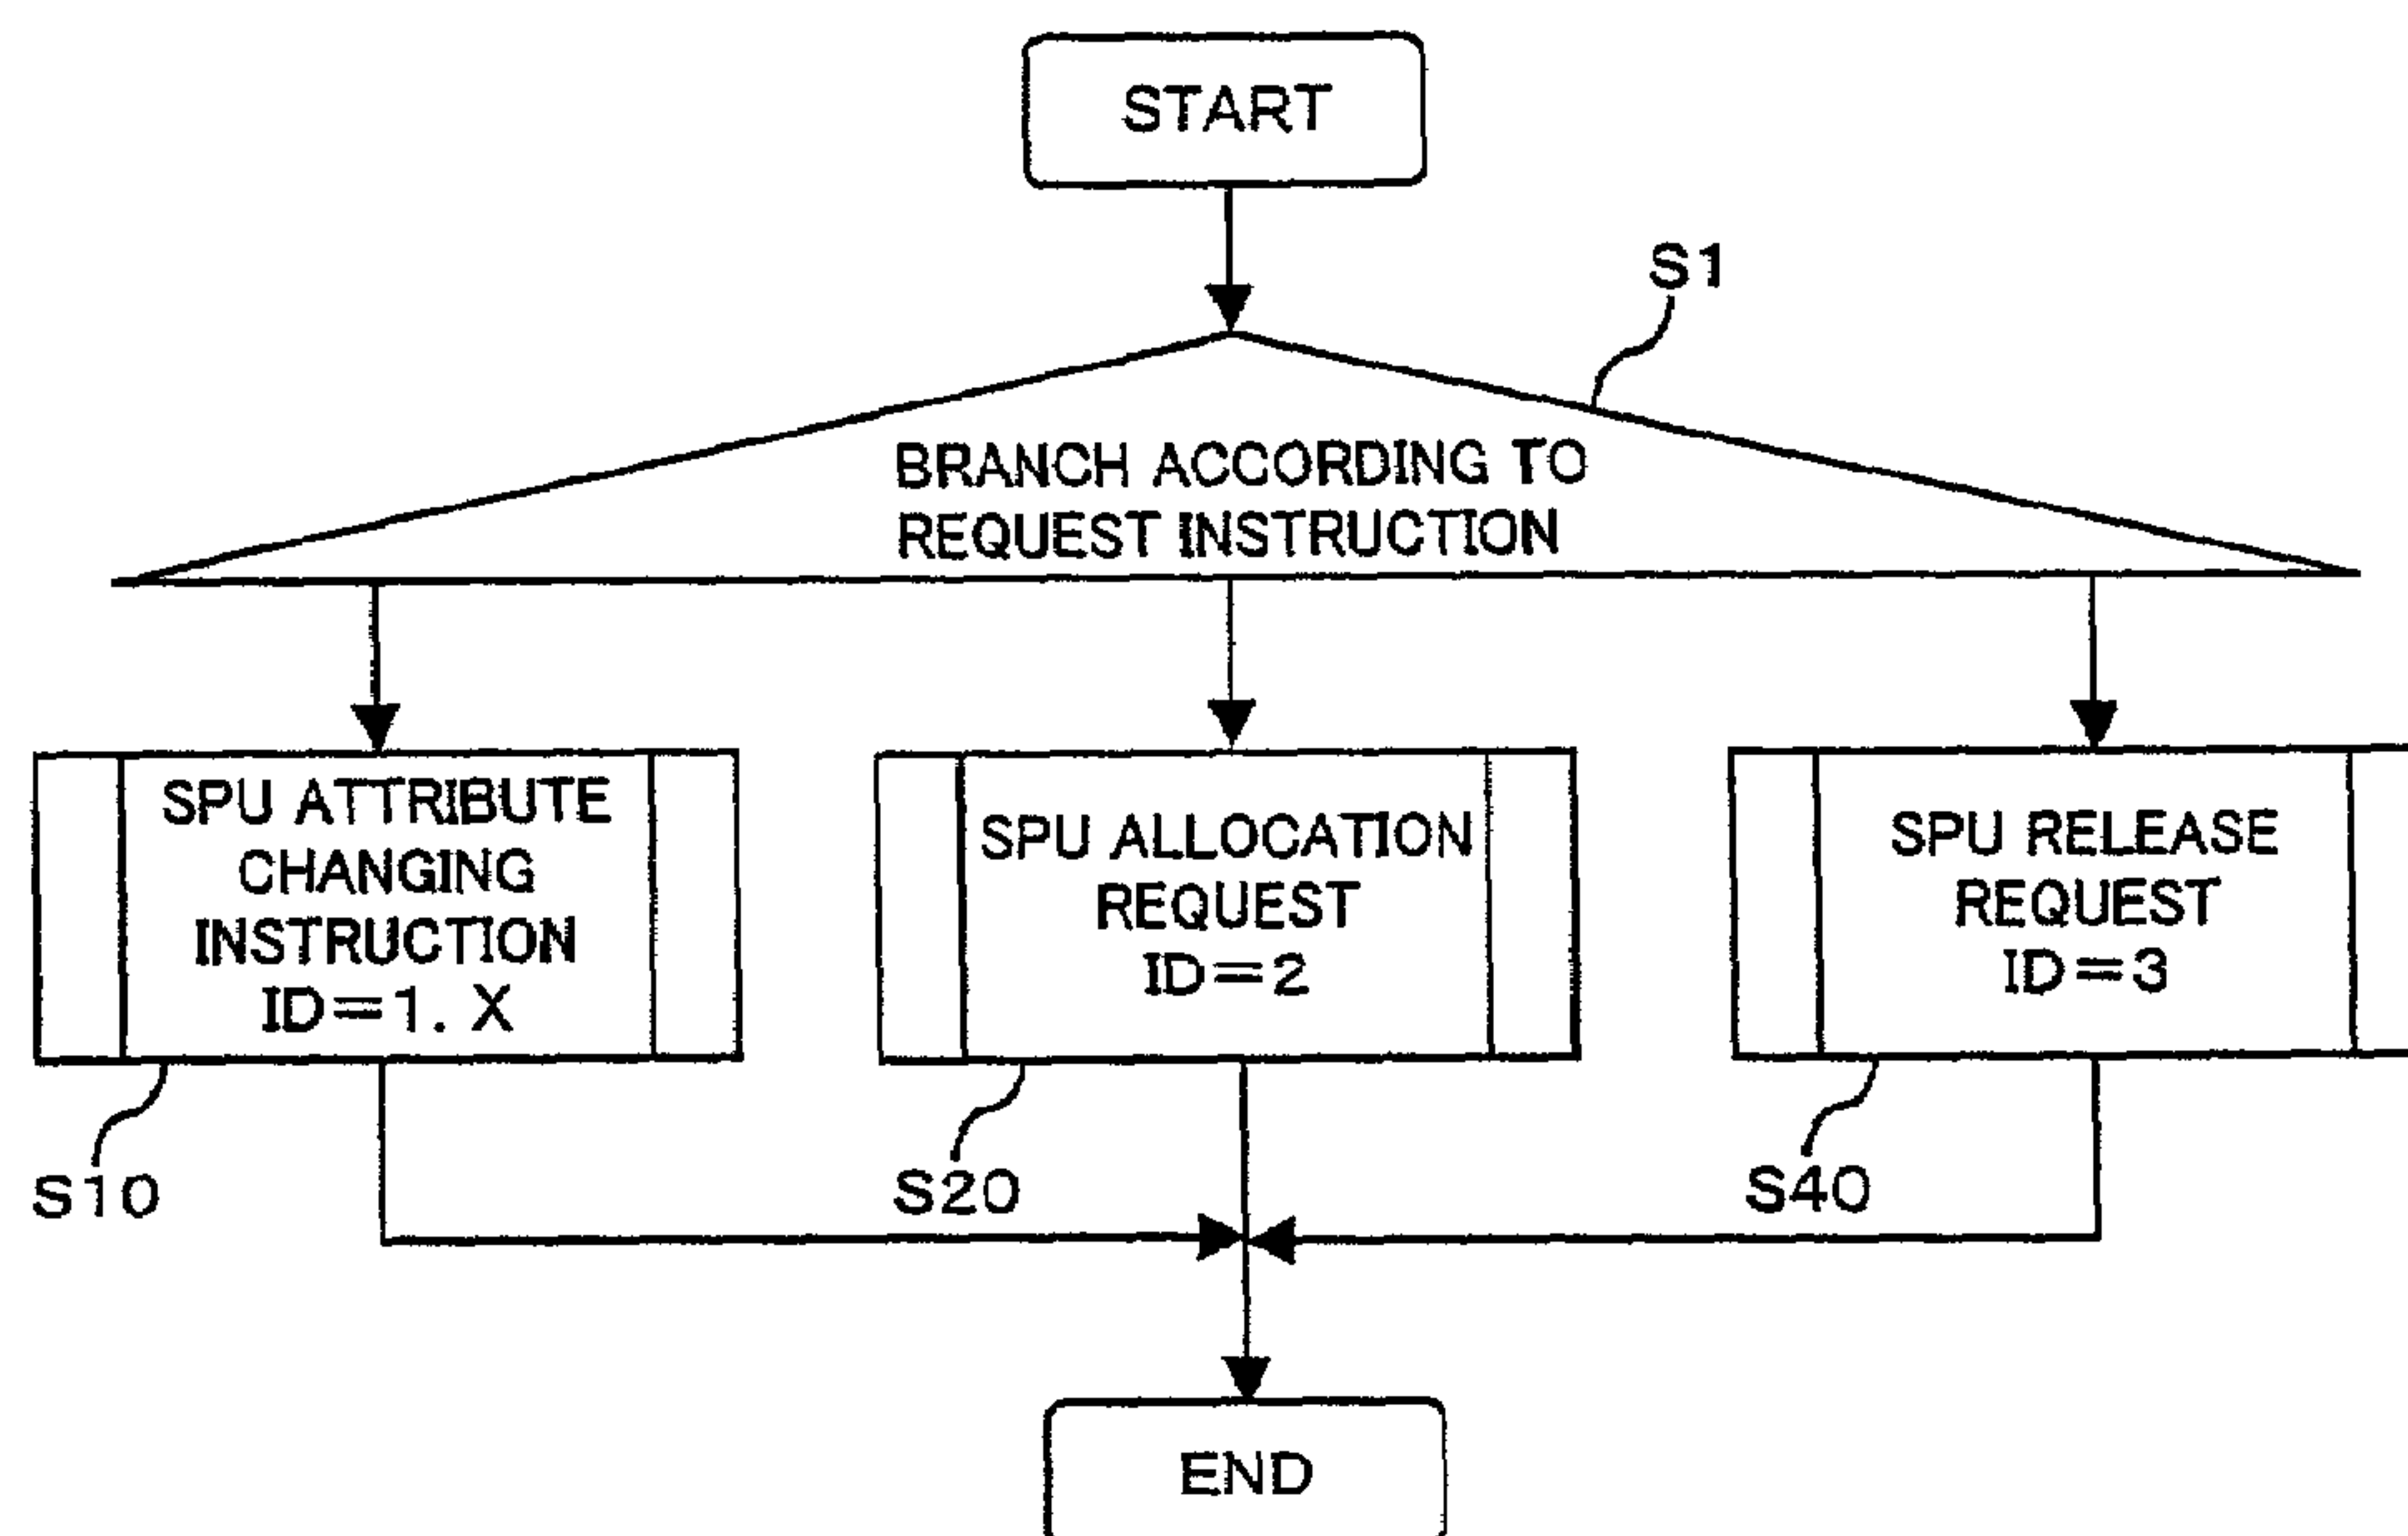 START
S1
BRANCH ACCORDING TO
REQUEST INSTRUCTION
SPU ATTRIBUTE
CHANGING
INSTRUCTION
ID=1. X
SPU ALLOCATION
REQUEST
ID=2
SPU RELEASE
REQUEST
ID=3
S10
S20
S40
END